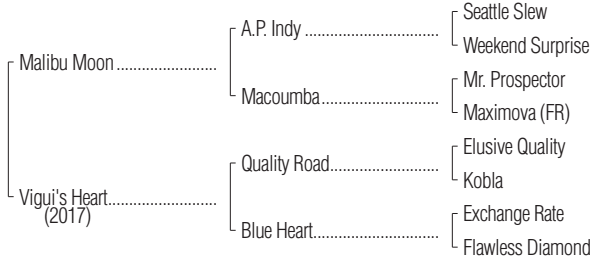 Seattle Slew
A.P. Indy ............................
Weekend Surprise
Malibu Moon .........................
Mr. Prospector
Macoumba.............................
Maximova (FR)
Elusive Quality
Quality Road..........................
Kobla
Vigui's Heart...........................
(2017)
Exchange Rate
Blue Heart..............................
Flawless Diamond